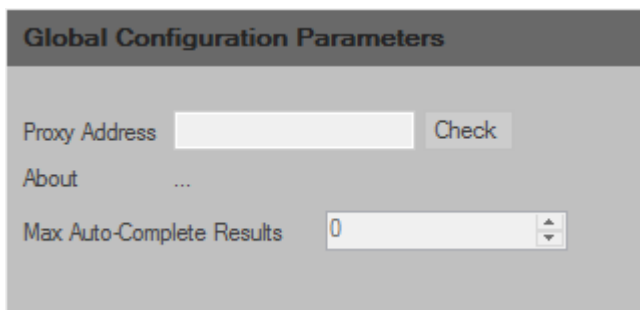 Global Configuration Parameters
Proxy Address Check
About ...
Max Auto-Complete Results 0